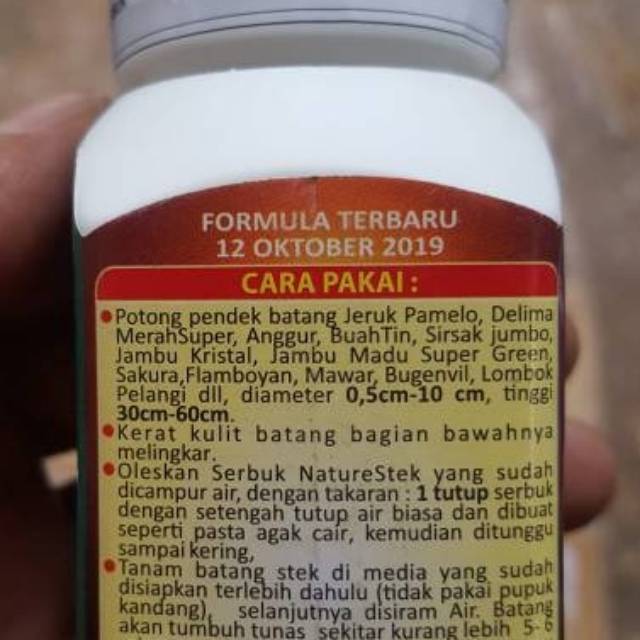 FORMULA TERBARU
12 OKTOBER 2019
CARA PAKAI :
•Potong pendek batang Jeruk Pamelo, Delima
MerahSuper, Anggur, BuahTin, Sirsak jumbo,
Jambu Kristal, Jambu Madu Super Green,
Sakura,Flamboyan, Mawar, Bugenvil, Lombok
Pelangi dll, diameter 0,5cm-10 cm, tinggi
30cm-60cm.
•Kerat kulit batang bagian bawahnya
melingkar.
•Oleskan Serbuk NatureStek yang sudah
dicampur air, dengan takaran : 1 tutup serbuk
dengan setengah tutup air biasa dan dibuat
seperti pasta agak cair, kemudian ditunggu
sampai kering,
•Tanam batang stek di media yang sudah
disiapkan terlebih dahulu (tidak pakai pupuk
kandang), selanjutnya disiram Air. Batang
akan tumbuh tunas sekitar kurang lebih 5-6